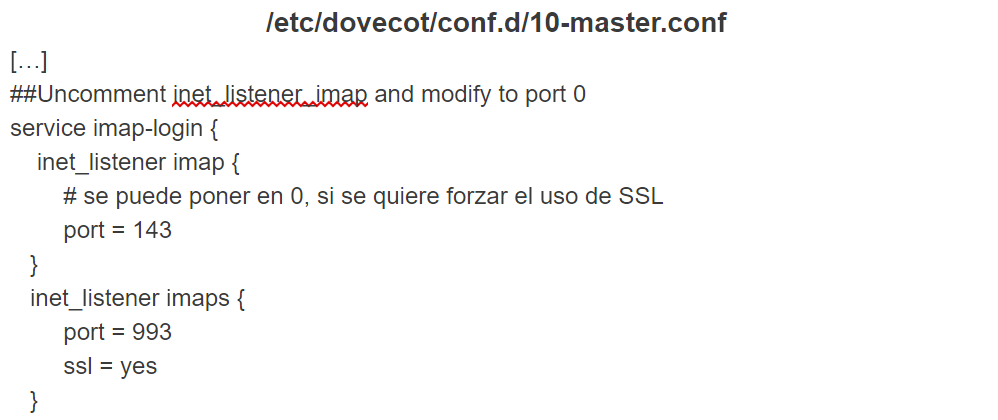 /etc/dovecot/conf.d/10-master.conf
[…]
##Uncomment inet_listener_imap and modify to port 0
service imap-login {
inet_listener imap {
# se puede poner en 0, si se quiere forzar el uso de SSL
port = 143
}
inet_listener imaps {
port = 993
ssl = yes
}